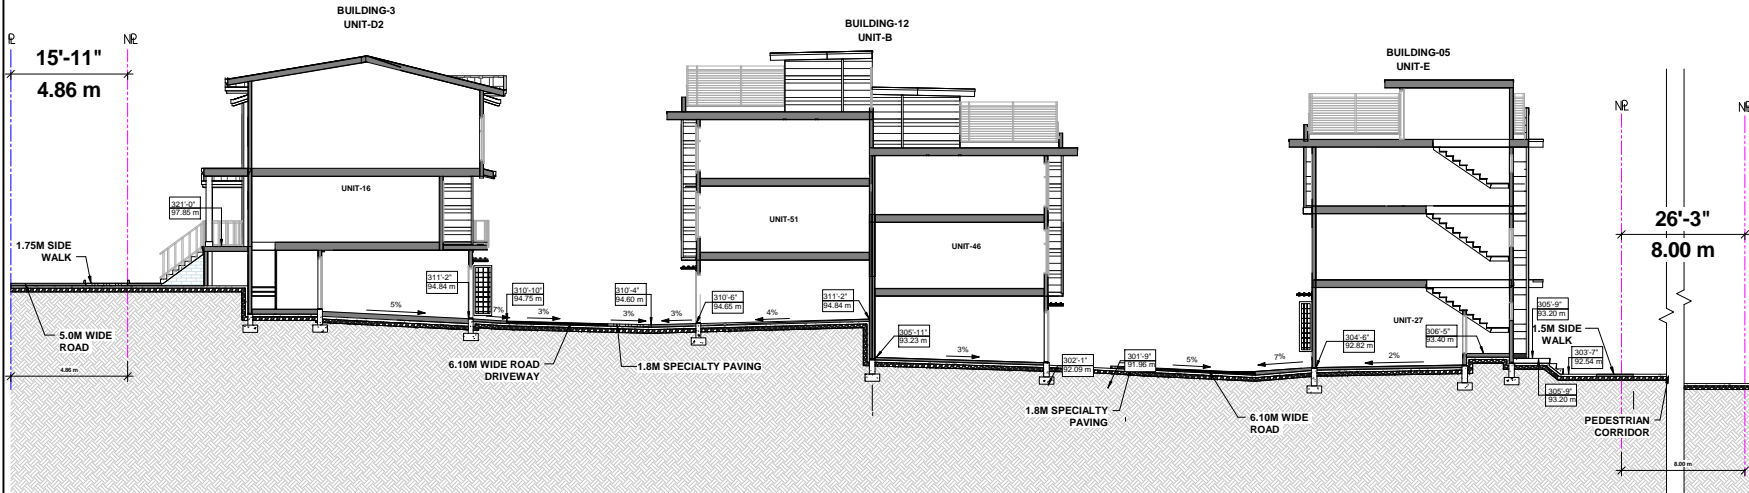 BUILDING-3
UNIT-D2
BUILDING-12
UNIT-B
BUILDING-05
UNIT-E
PL
NPL
15'-11"
4.86 m
NPL
NPL
26'-3"
8.00 m
UNIT-16
UNIT-51
UNIT-46
UNIT-27
321'-0"
97.85 m
1.75M SIDE
WALK
5.0M WIDE
ROAD
4.86 m
5%
311'-2"
94.84 m
7%
310'-10"
94.75 m
3%
310'-4"
94.60 m
3%
3%
310'-6"
94.65 m
4%
311'-2"
94.84 m
6.10M WIDE ROAD
DRIVEWAY
1.8M SPECIALTY PAVING
305'-11"
93.23 m
3%
302'-1"
92.09 m
301'-9"
91.96 m
5%
7%
304'-6"
92.82 m
2%
306'-5"
93.40 m
305'-9"
93.20 m
1.5M SIDE
WALK
303'-7"
92.54 m
305'-9"
93.20 m
1.8M SPECIALTY
PAVING
6.10M WIDE
ROAD
PEDESTRIAN
CORRIDOR
8.00 m